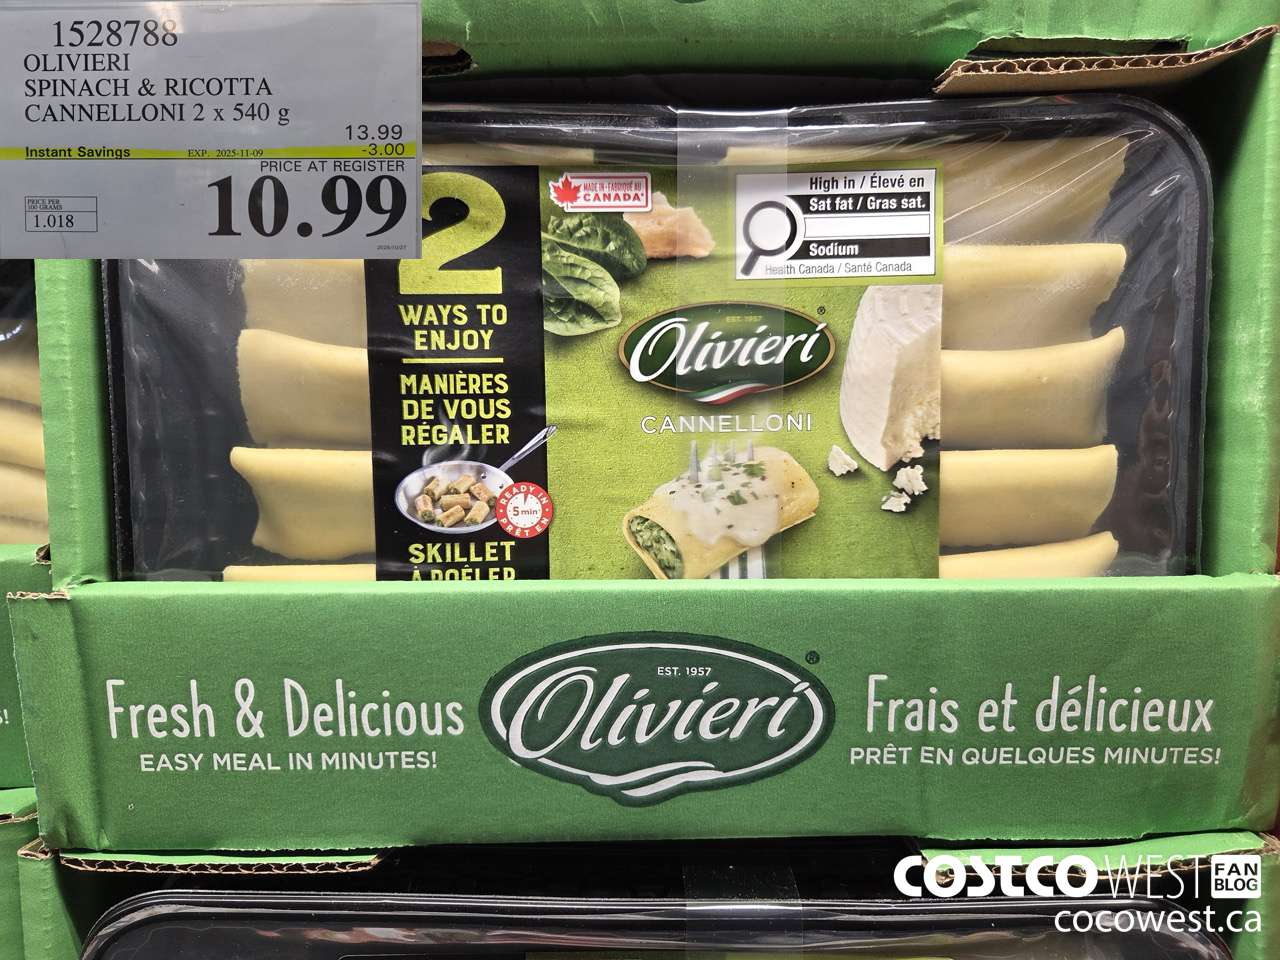 1528788
OLIVIERI
SPINACH & RICOTTA
CANNELLONI 2 x 540 g
13.99
Instant Savings EXP. 2025-11-09 -3.00
PRICE AT REGISTER
10.99
PRICE PER
100 GRAMS
1.018
2025/10/27
2
WAYS TO
ENJOY
MANIÈRES
DE VOUS
RÉGALER
READY IN
5 min
PRÊT EN
SKILLET
À POÊLER
MADE IN • FABRIQUÉ AU
CANADA
High in / Élevé en
Sat fat / Gras sat.
Sodium
Health Canada / Santé Canada
EST. 1957
Olivieri®
CANNELLONI
Fresh & Delicious
EASY MEAL IN MINUTES!
EST. 1957
Olivieri®
Frais et délicieux
PRÊT EN QUELQUES MINUTES!
COSTCO WEST FAN
BLOG
cocowest.ca